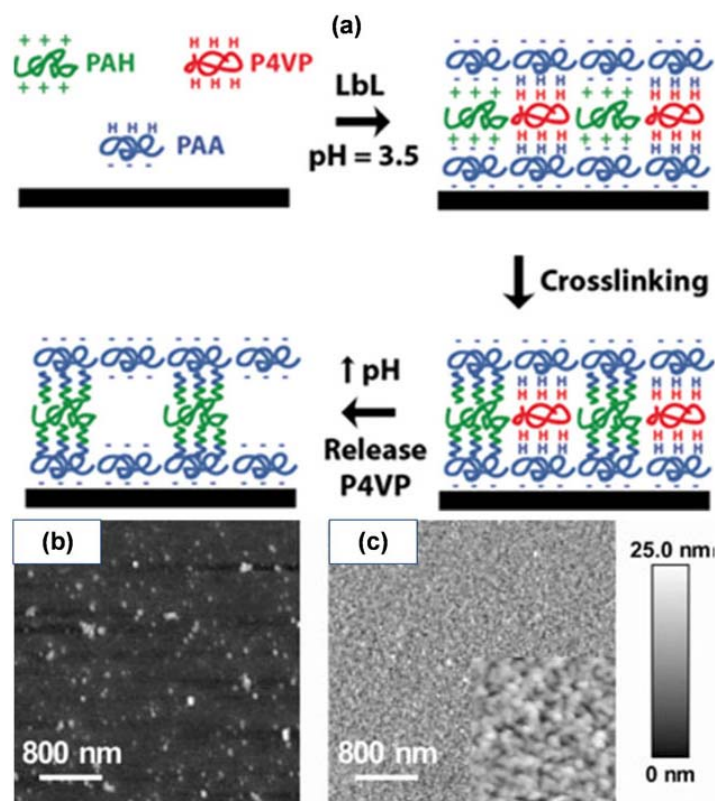 (a)
+ + +
PAH
+ + +
H H H
P4VP
H H H
H H H
PAA
- - -
LbL
pH = 3.5
Crosslinking
↑ pH
Release
P4VP
(b)
800 nm
(c)
800 nm
25.0 nm
0 nm